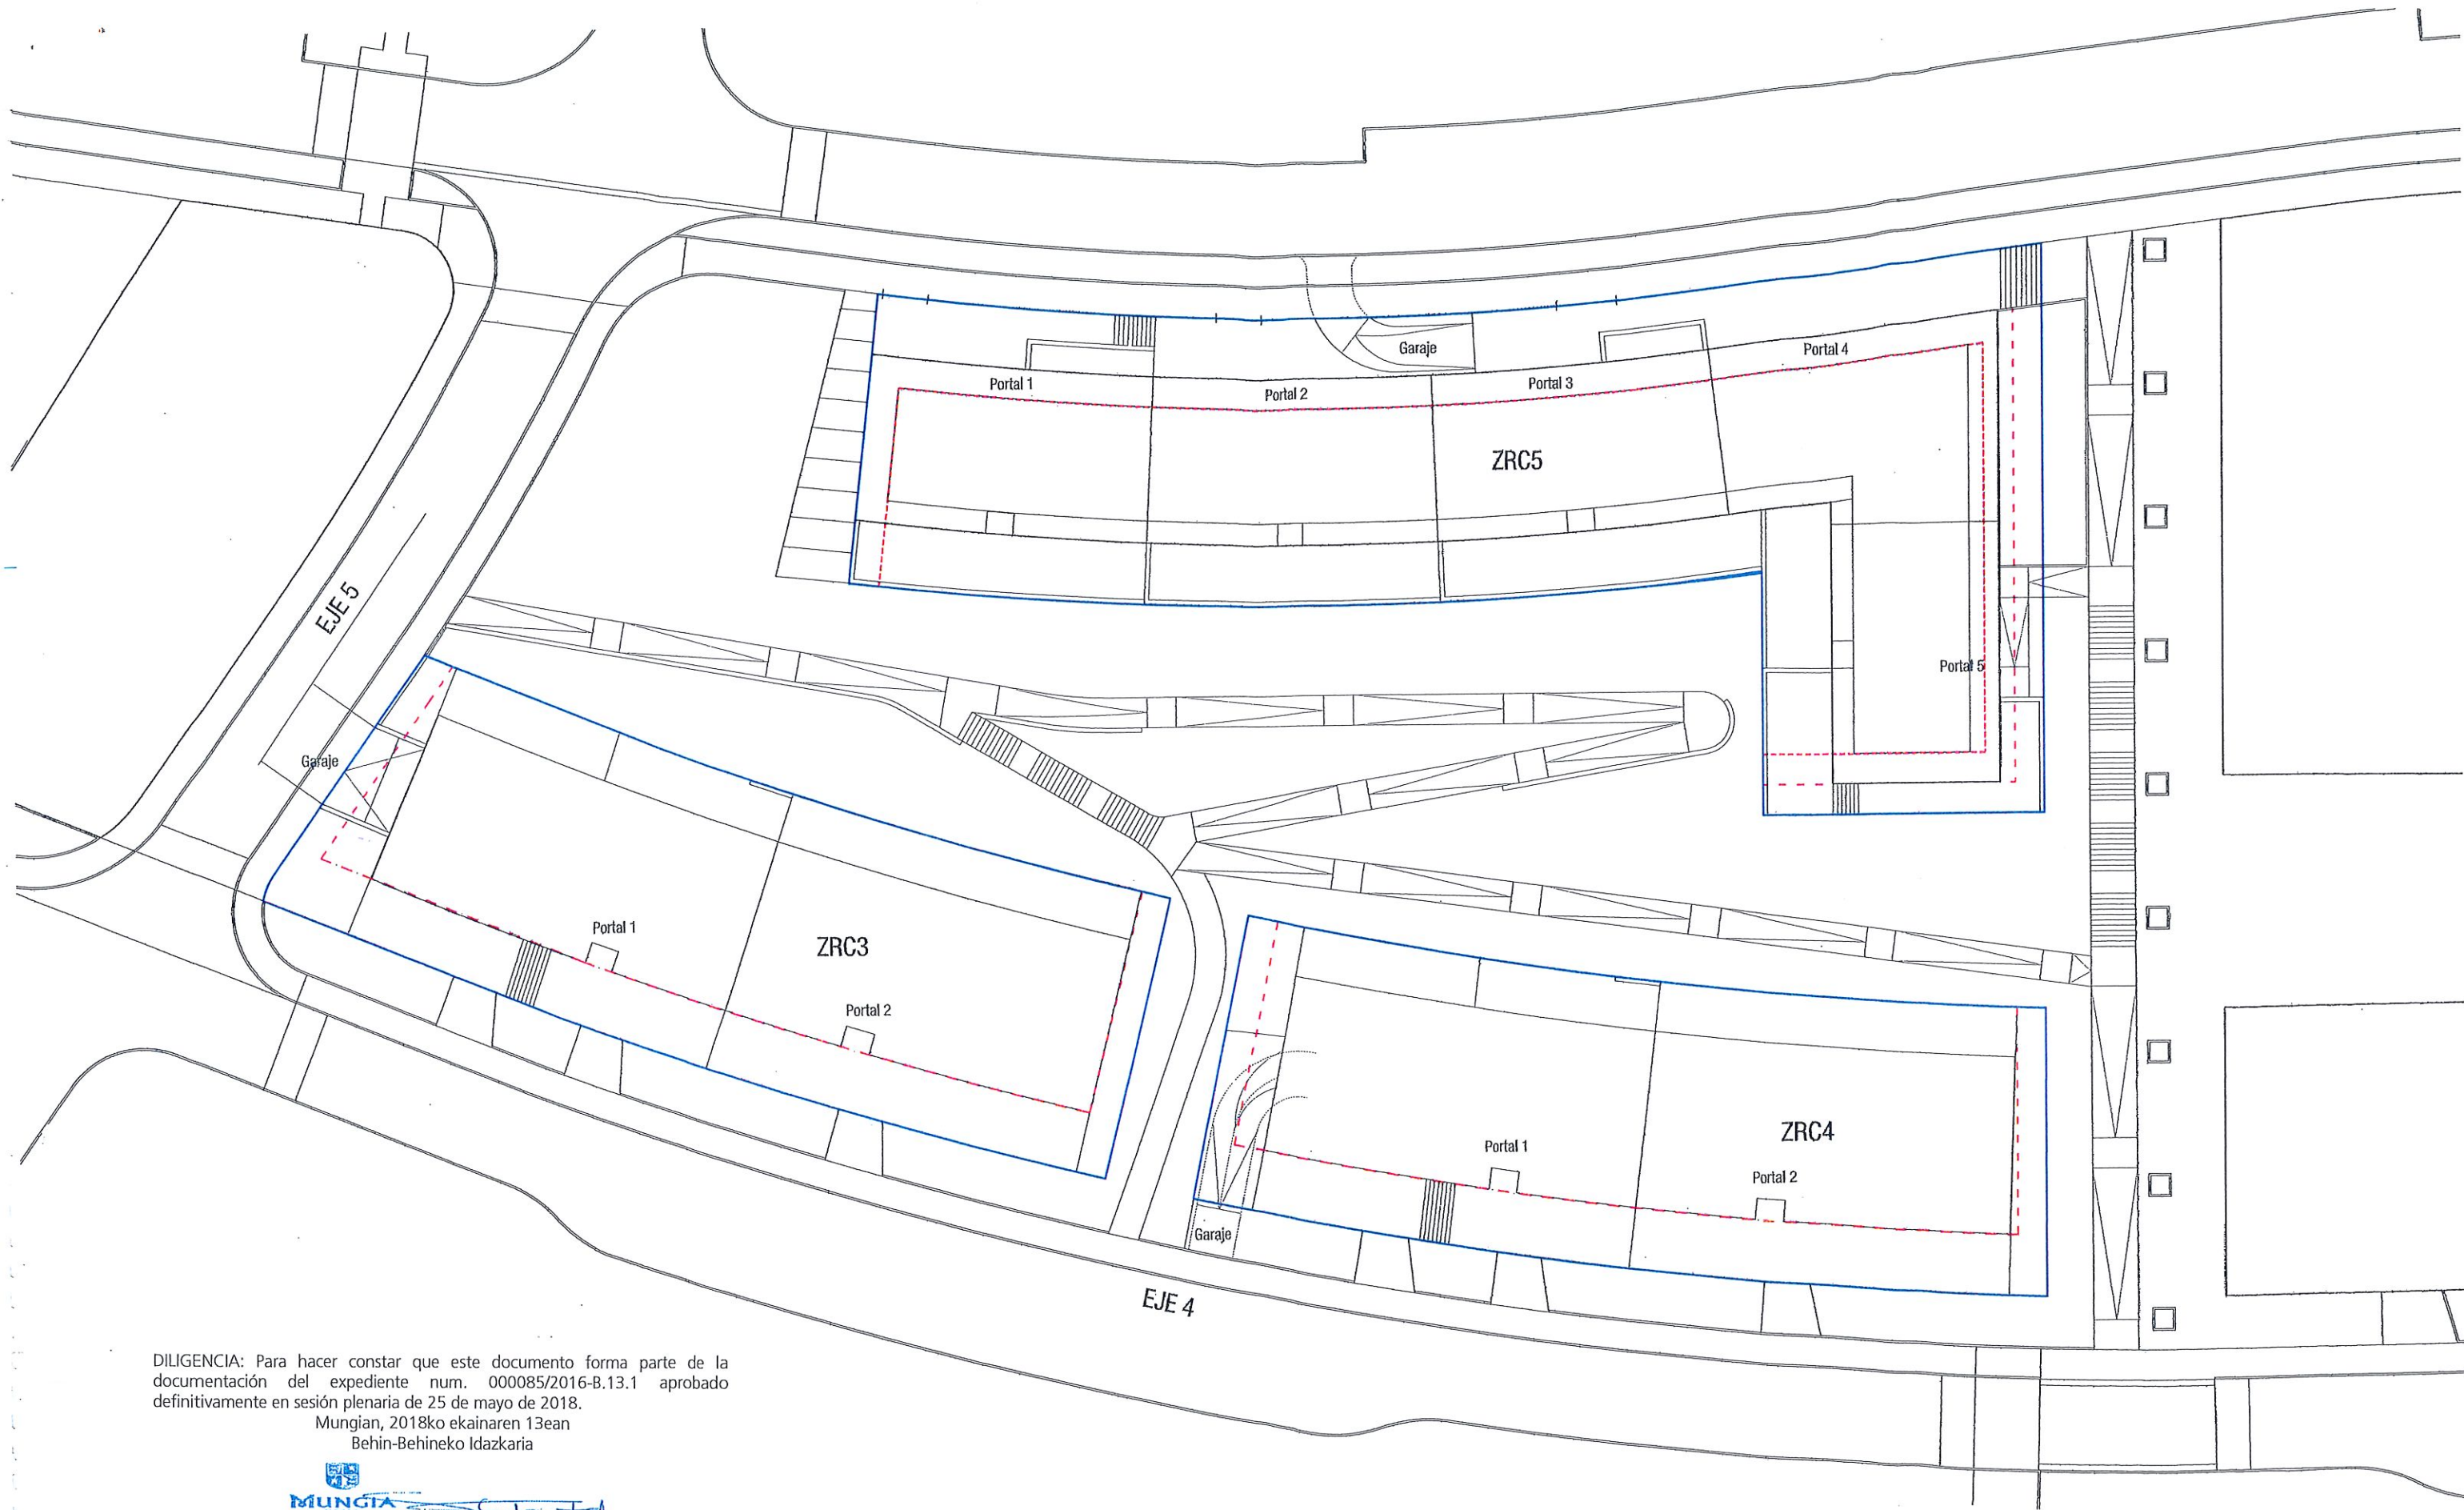 Garaje
Portal 4
Portal 1
Portal 2
Portal 3
ZRC5
EJE 5
Portal 5
Garaje
Portal 1
ZRC3
Portal 2
ZRC4
Portal 1
Portal 2
Garaje
EJE 4
DILIGENCIA: Para hacer constar que este documento forma parte de la
documentación del expediente num. 000085/2016-B.13.1 aprobado
definitivamente en sesión plenaria de 25 de mayo de 2018.
Mungian, 2018ko ekainaren 13ean
Behin-Behineko Idazkaria
MUNGIA